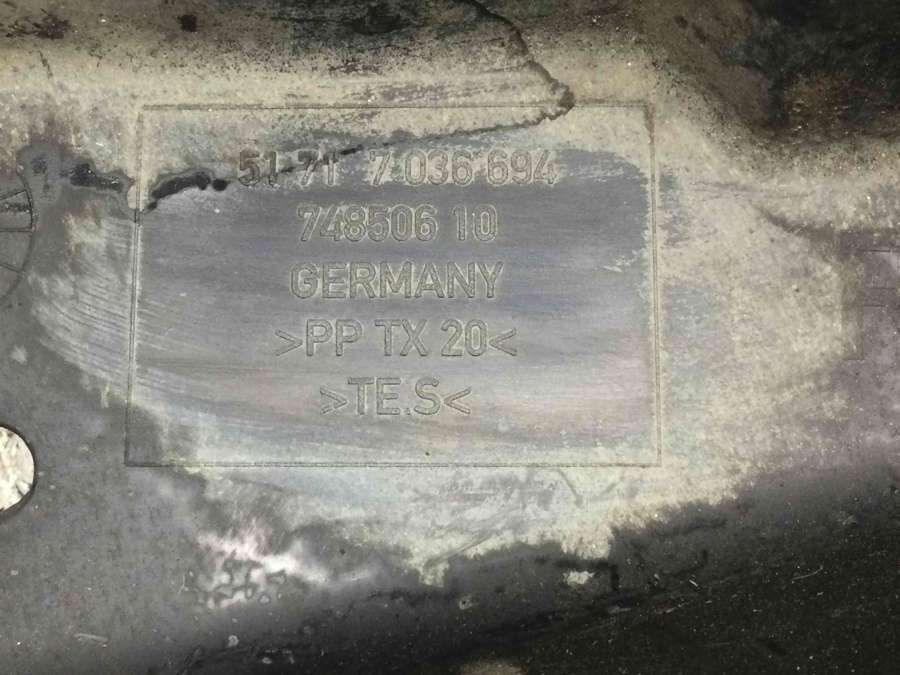 51 71 7 036 694
748506 10
GERMANY
>PP TX 20<
>TE.S<